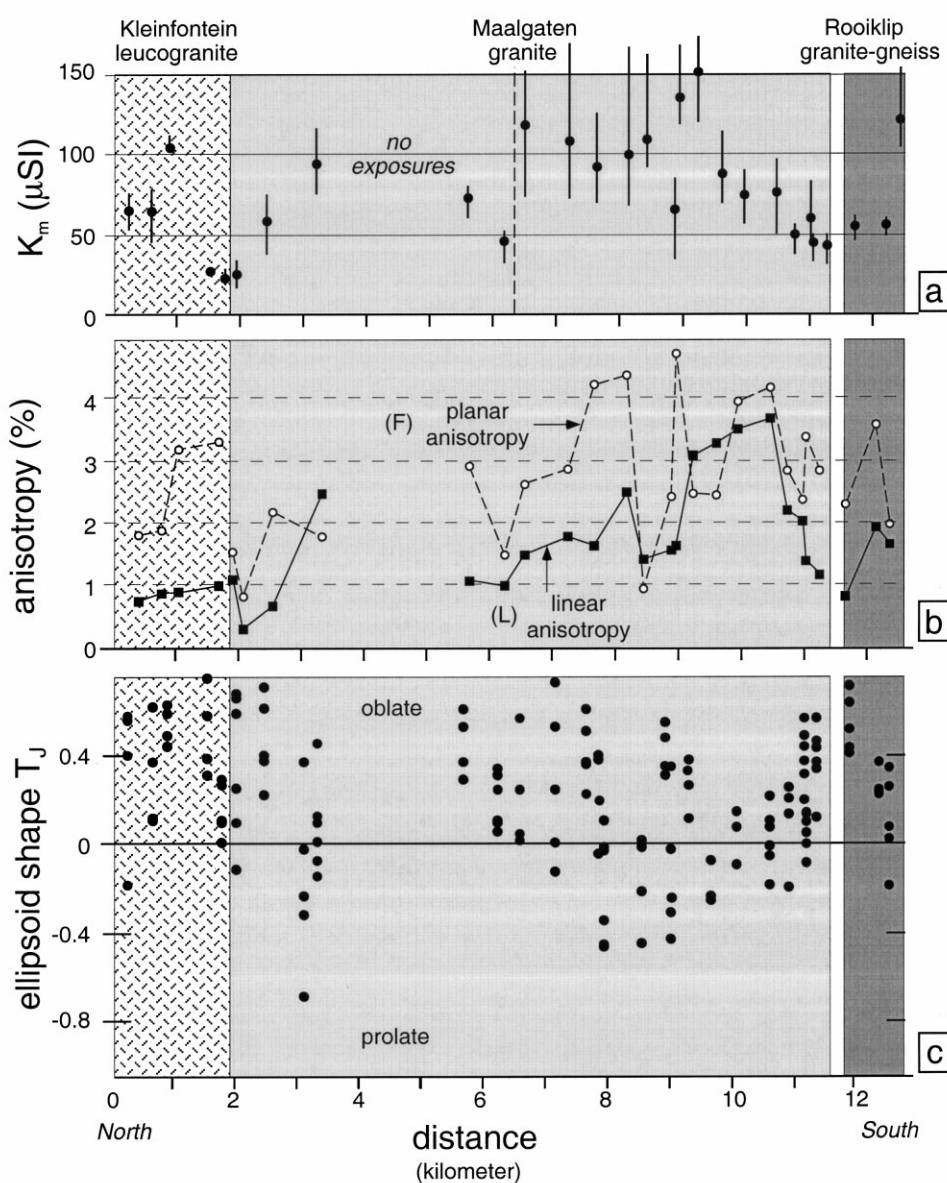 Kleinfontein
leucogranite
Maalgaten
granite
Rooiklip
granite-gneiss
150
100
50
0
Km (μSI)
no
exposures
a
4
3
2
1
0
anisotropy (%)
(F) planar
anisotropy
(L) linear
anisotropy
b
0.4
0
-0.4
-0.8
ellipsoid shape TJ
oblate
prolate
c
0 2 4 6 8 10 12
North distance South
(kilometer)